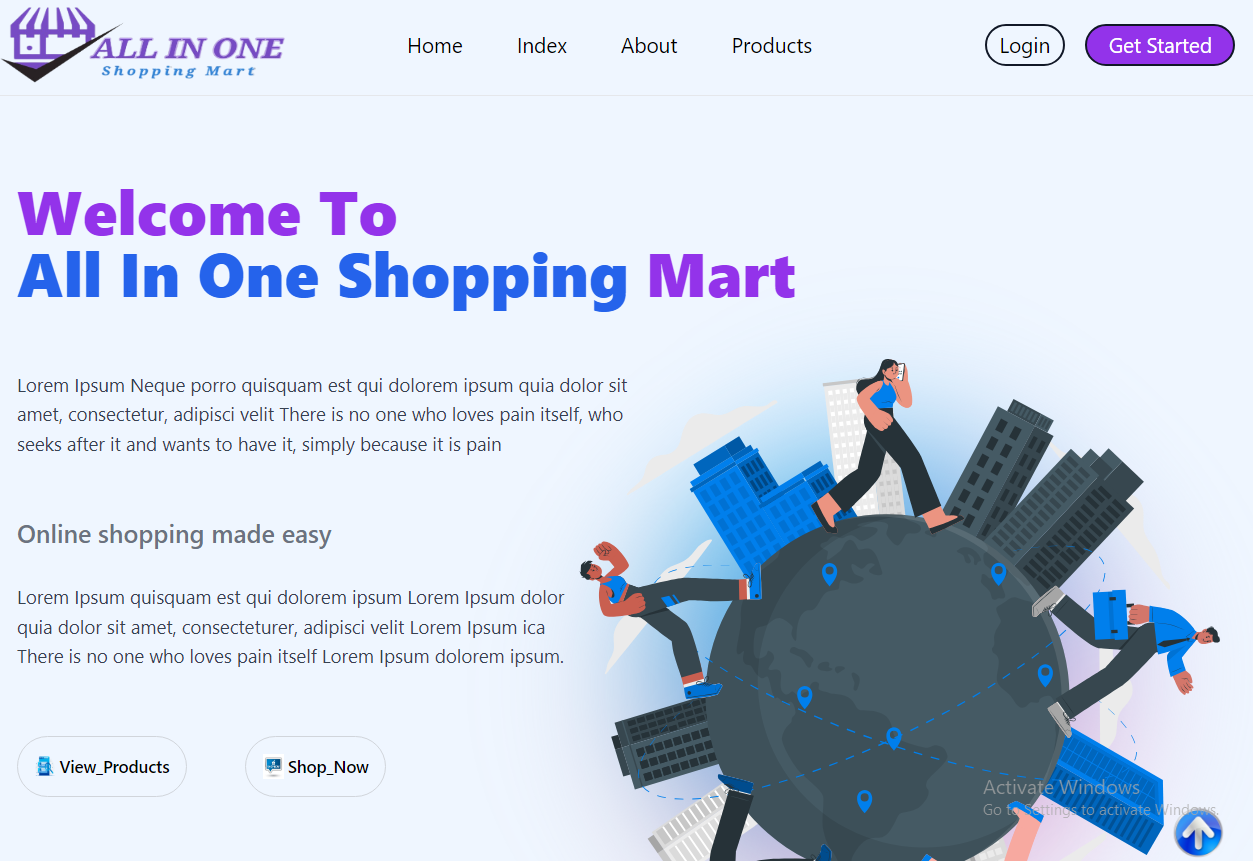 ALL IN ONE
Shopping Mart
Home
Index
About
Products
Login
Get Started
Welcome To
All In One Shopping Mart
Lorem Ipsum Neque porro quisquam est qui dolorem ipsum quia dolor sit
amet, consectetur, adipisci velit There is no one who loves pain itself, who
seeks after it and wants to have it, simply because it is pain
Online shopping made easy
Lorem Ipsum quisquam est qui dolorem ipsum Lorem Ipsum dolor
quia dolor sit amet, consecteturer, adipisci velit Lorem Ipsum ica
There is no one who loves pain itself Lorem Ipsum dolorem ipsum.
View_Products
Shop_Now
Activate Windows
Go to Settings to activate Windows.